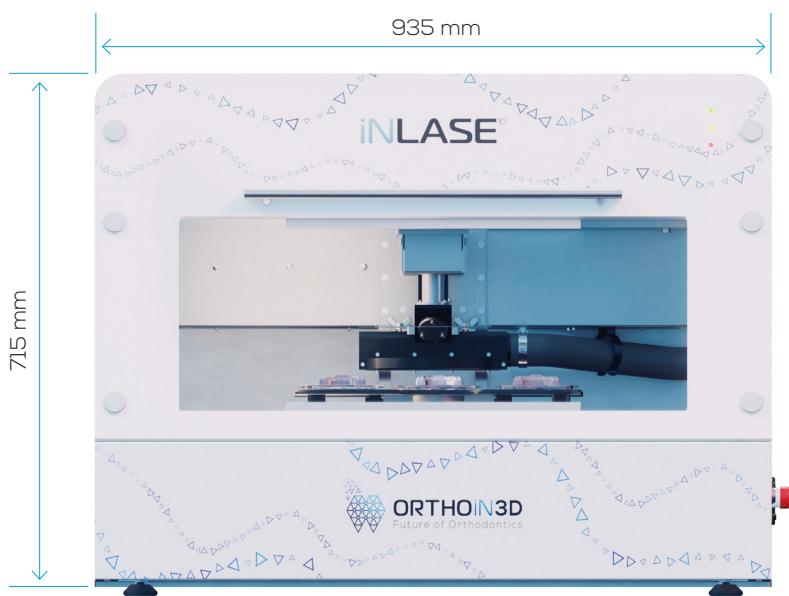 935 mm
iNLASE©
715 mm
ORTHOiN3D
Future of Orthodontics